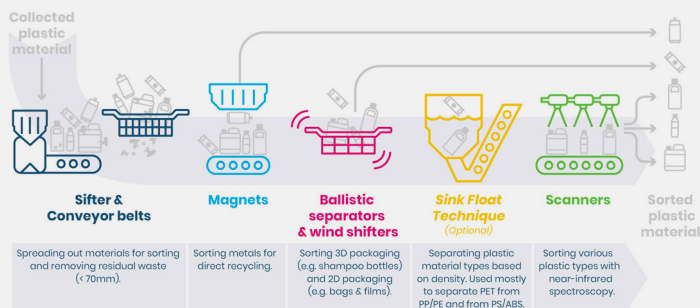 Collected
plastic
material
Sifter &
Conveyor belts
Magnets
Ballistic
separators
& wind shifters
Sink Float
Technique
(Optional)
Scanners
Sorted
plastic
material
Spreading out materials for sorting
and removing residual waste
(<70mm).
Sorting metals for
direct recycling.
Sorting 3D packaging
(e.g. shampoo bottles)
and 2D packaging
(e.g. bags & films).
Separating plastic
material types based
on density. Used mostly
to separate PET from
PP/PE and from PS/ABS.
Sorting various
plastic types with
near-infrared
spectroscopy.